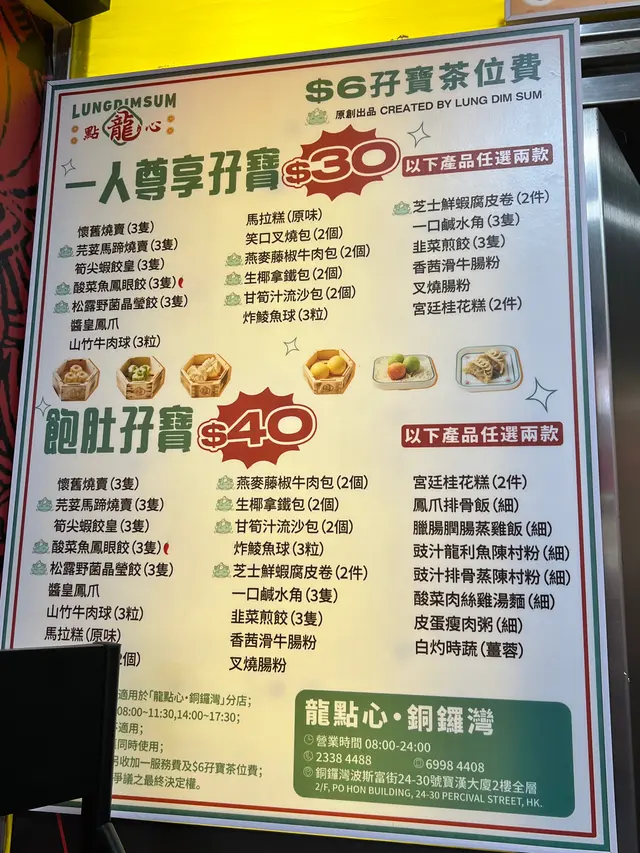 LUNGDIMSUM
點龍心
$6孖寶茶位費
原創出品 CREATED BY LUNG DIM SUM
一人尊享孖寶$30
以下產品任選兩款
懷舊燒賣(3隻)
芫荽馬蹄燒賣(3隻)
筍尖蝦餃皇(3隻)
酸菜魚鳳眼餃(3隻)
松露野菌晶瑩餃(3隻)
醬皇鳳爪
山竹牛肉球(3粒)
馬拉糕(原味)
笑口叉燒包(2個)
燕麥藤椒牛肉包(2個)
生椰拿鐵包(2個)
甘筍汁流沙包(2個)
炸鯪魚球(3粒)
芝士鮮蝦腐皮卷(2件)
一口鹹水角(3隻)
韭菜煎餃(3隻)
香茜滑牛腸粉
叉燒腸粉
宮廷桂花糕(2件)
飽肚孖寶$40
以下產品任選兩款
懷舊燒賣(3隻)
芫荽馬蹄燒賣(3隻)
筍尖蝦餃皇(3隻)
酸菜魚鳳眼餃(3隻)
松露野菌晶瑩餃(3隻)
醬皇鳳爪
山竹牛肉球(3粒)
馬拉糕(原味)
個)
燕麥藤椒牛肉包(2個)
生椰拿鐵包(2個)
甘筍汁流沙包(2個)
炸鯪魚球(3粒)
芝士鮮蝦腐皮卷(2件)
一口鹹水角(3隻)
韭菜煎餃(3隻)
香茜滑牛腸粉
叉燒腸粉
宮廷桂花糕(2件)
鳳爪排骨飯(細)
臘腸膶腸蒸雞飯(細)
豉汁龍利魚陳村粉(細)
豉汁排骨蒸陳村粉(細)
酸菜肉絲雞湯麵(細)
皮蛋瘦肉粥(細)
白灼時蔬(薑蓉)
適用於「龍點心·銅鑼灣」分店;
08:00~11:30,14:00~17:30;
適用;
同時使用;
收加一服務費及$6孖寶茶位費;
爭議之最終決定權。
龍點心·銅鑼灣
營業時間 08:00-24:00
2338 4488 6998 4408
銅鑼灣波斯富街24-30號寶漢大廈2樓全層
2/F, PO HON BUILDING, 24-30 PERCIVAL STREET, HK.